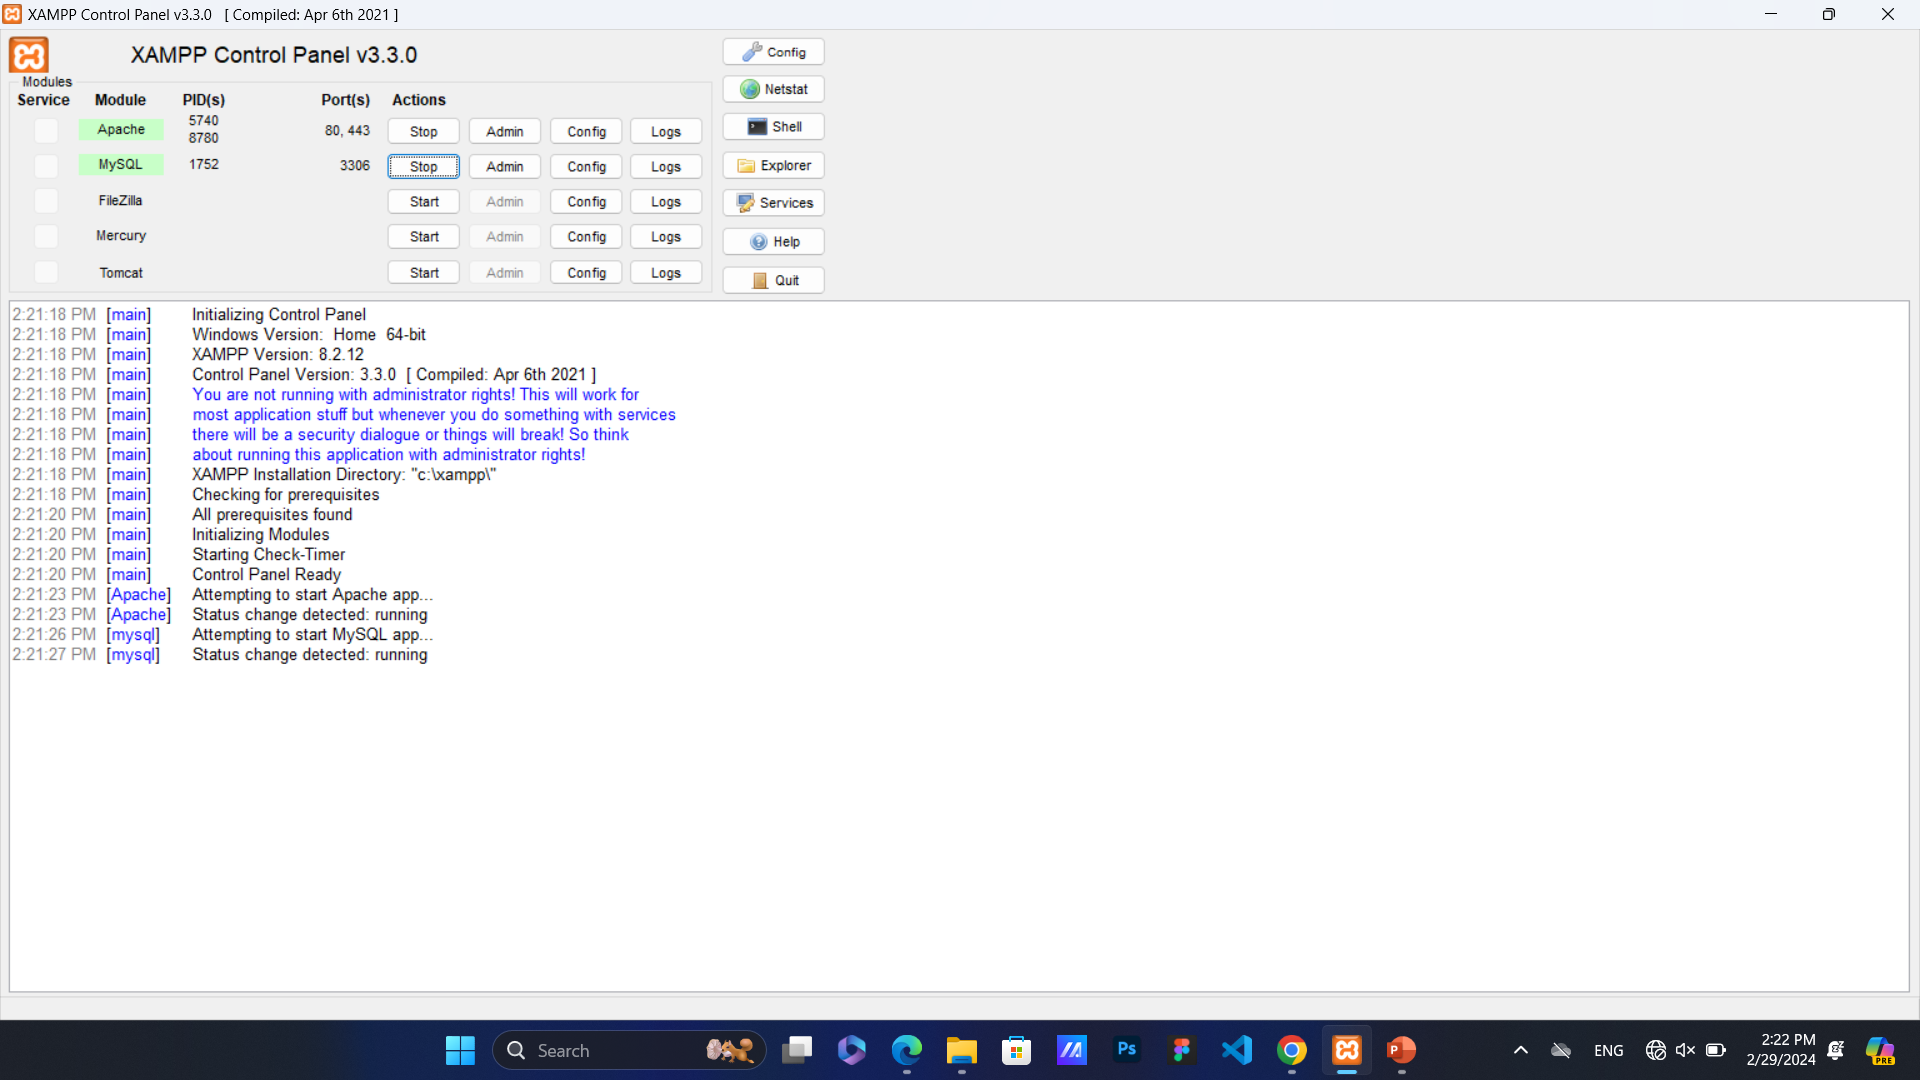 XAMPP Control Panel v3.3.0 [ Compiled: Apr 6th 2021 ]
XAMPP Control Panel v3.3.0
Config
Modules
Service Module PID(s) Port(s) Actions
Netstat
Apache 5740 8780 80, 443 Stop Admin Config Logs
Shell
MySQL 1752 3306 Stop Admin Config Logs
Explorer
FileZilla Start Admin Config Logs
Services
Mercury Start Admin Config Logs
Help
Tomcat Start Admin Config Logs
Quit
2:21:18 PM [main] Initializing Control Panel
2:21:18 PM [main] Windows Version: Home 64-bit
2:21:18 PM [main] XAMPP Version: 8.2.12
2:21:18 PM [main] Control Panel Version: 3.3.0 [ Compiled: Apr 6th 2021 ]
2:21:18 PM [main] You are not running with administrator rights! This will work for
2:21:18 PM [main] most application stuff but whenever you do something with services
2:21:18 PM [main] there will be a security dialogue or things will break! So think
2:21:18 PM [main] about running this application with administrator rights!
2:21:18 PM [main] XAMPP Installation Directory: "c:\xampp\"
2:21:18 PM [main] Checking for prerequisites
2:21:20 PM [main] All prerequisites found
2:21:20 PM [main] Initializing Modules
2:21:20 PM [main] Starting Check-Timer
2:21:20 PM [main] Control Panel Ready
2:21:23 PM [Apache] Attempting to start Apache app...
2:21:23 PM [Apache] Status change detected: running
2:21:26 PM [mysql] Attempting to start MySQL app...
2:21:27 PM [mysql] Status change detected: running
Search
Ps
P
ENG
2:22 PM
2/29/2024
PRE